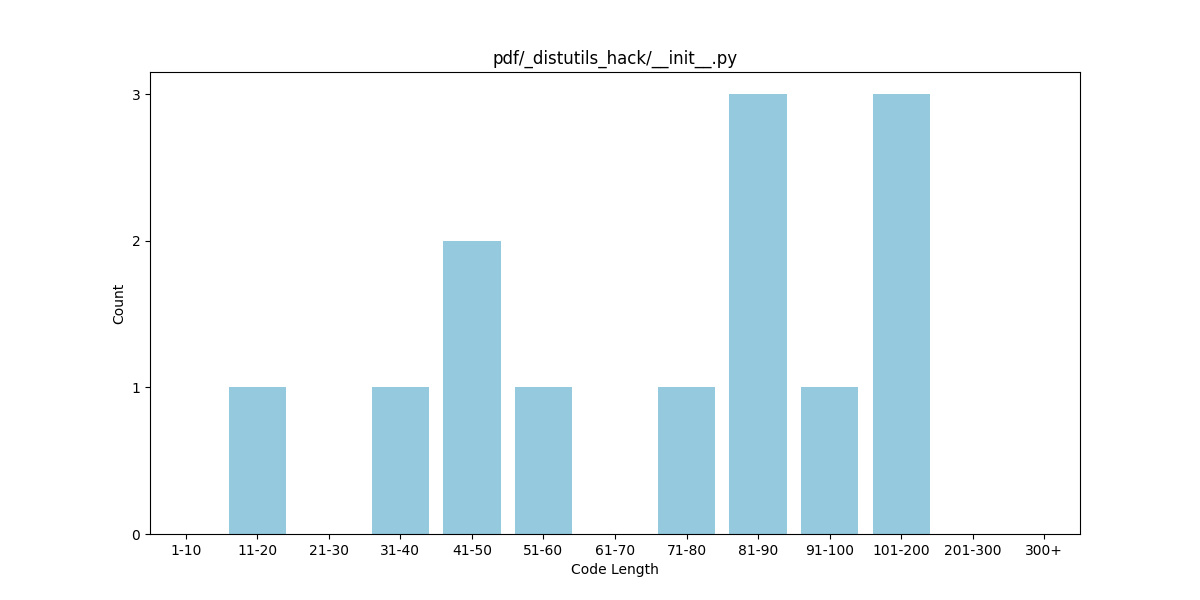 pdf/_distutils_hack/__init__.py
3
2
1
0
Count
1-10 11-20 21-30 31-40 41-50 51-60 61-70 71-80 81-90 91-100 101-200 201-300 300+
Code Length